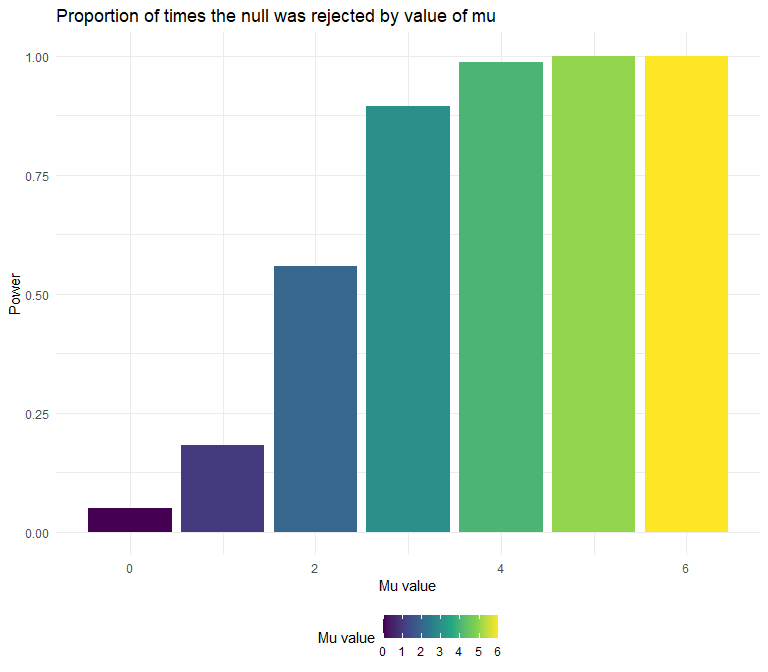 Proportion of times the null was rejected by value of mu
1.00
0.75
0.50
0.25
0.00
Power
0 2 4 6
Mu value
Mu value
0 1 2 3 4 5 6